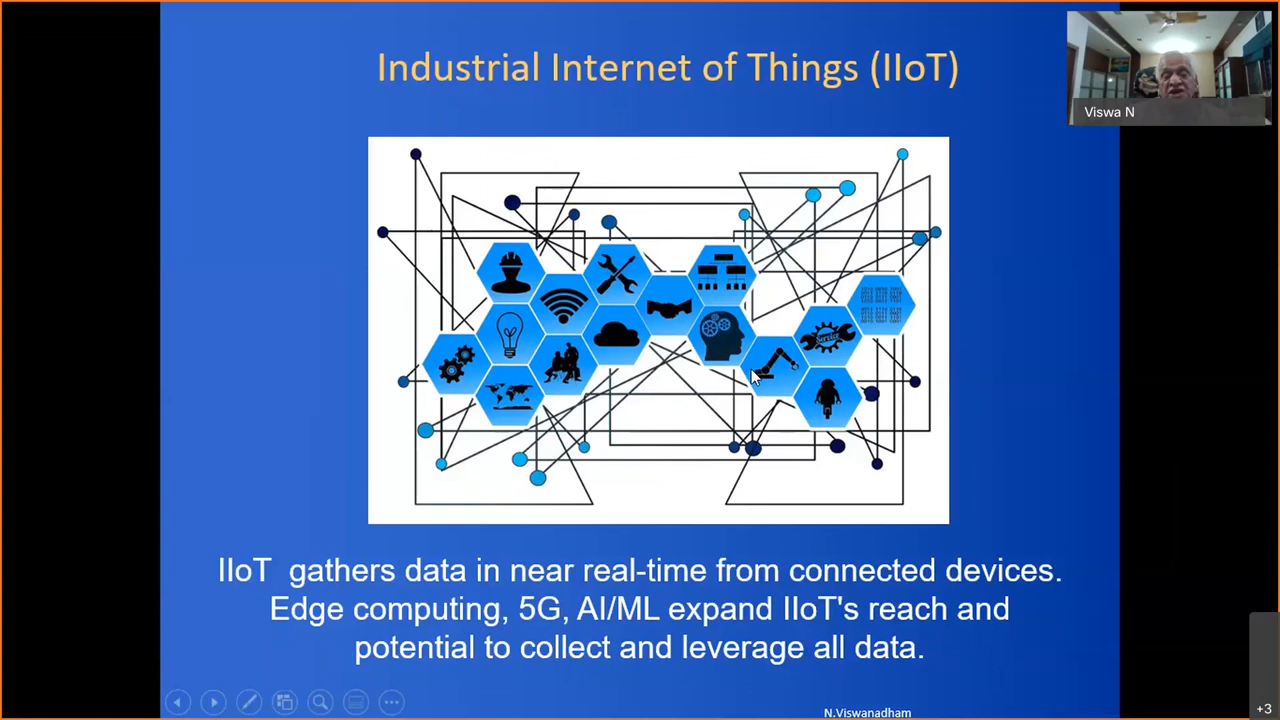 Industrial Internet of Things (IIoT)
Viswa N
Service
IIoT gathers data in near real-time from connected devices.
Edge computing, 5G, AI/ML expand IIoT's reach and
potential to collect and leverage all data.
N.Viswanadham
+3